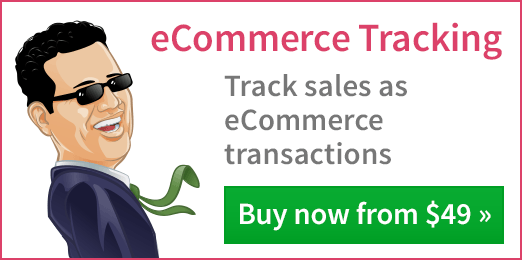 eCommerce Tracking
Track sales as
eCommerce
transactions
Buy now from $49 »